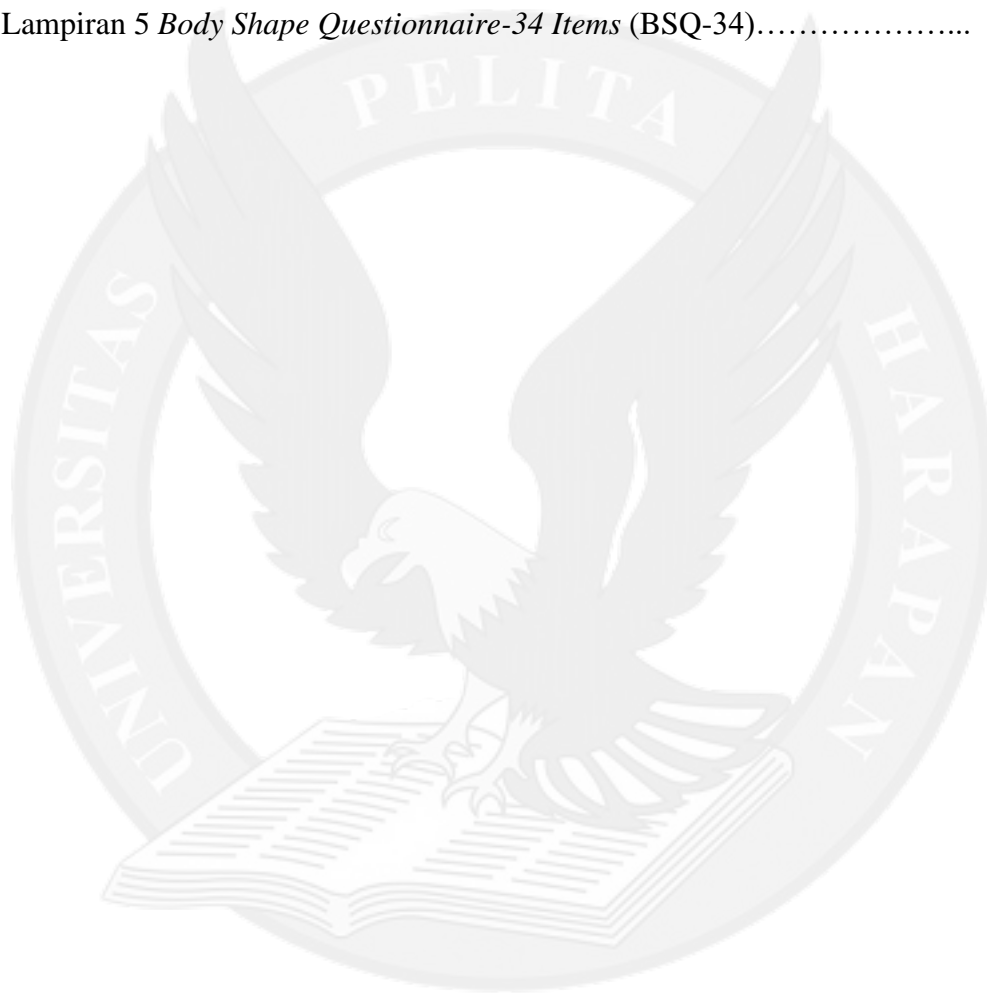 Lampiran 5 Body Shape Questionnaire-34 Items (BSQ-34)…………………...
UNIVERSITAS PELITA HARAPAN